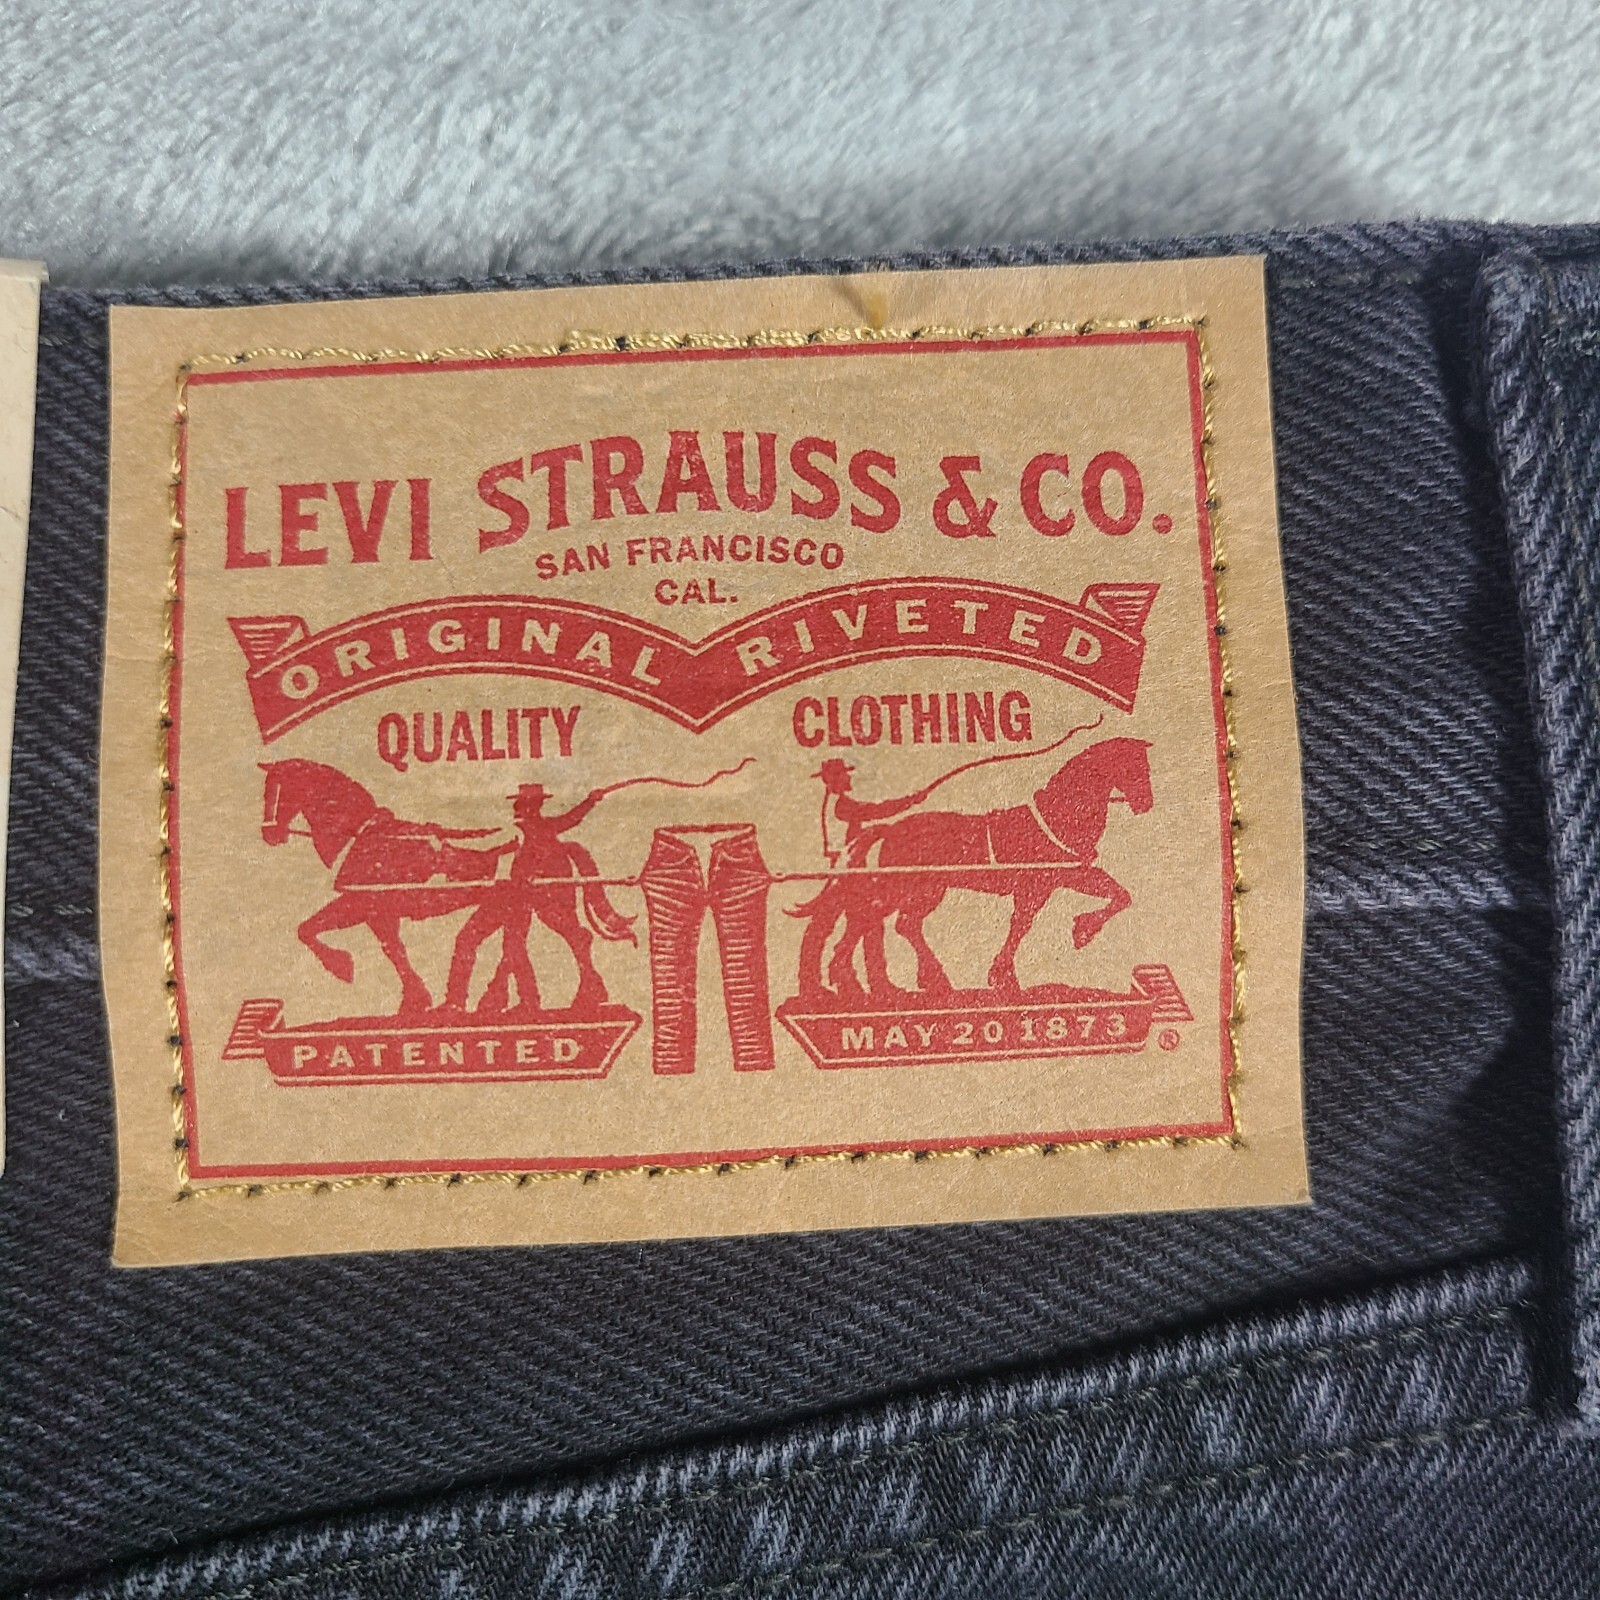 LEVI STRAUSS & CO.
SAN FRANCISCO
CAL.
ORIGINAL RIVETED
QUALITY CLOTHING
PATENTED MAY 20 1873 ®